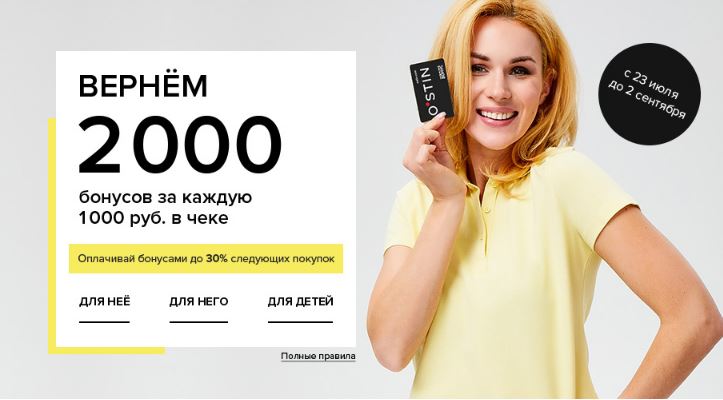 ВЕРНЁМ
2000
бонусов за каждую
1000 руб. в чеке
Оплачивай бонусами до 30% следующих покупок
ДЛЯ НЕЁ
ДЛЯ НЕГО
ДЛЯ ДЕТЕЙ
Полные правила
O'STIN
с 23 июля
до 2 сентября